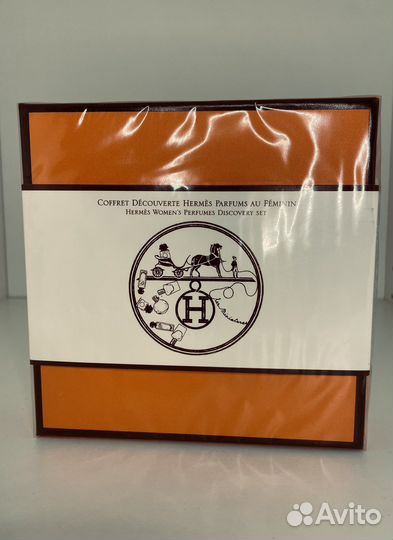 Coffret Découverte Hermès Parfums au Féminin
Hermès Women's Perfumes Discovery Set
H
Avito